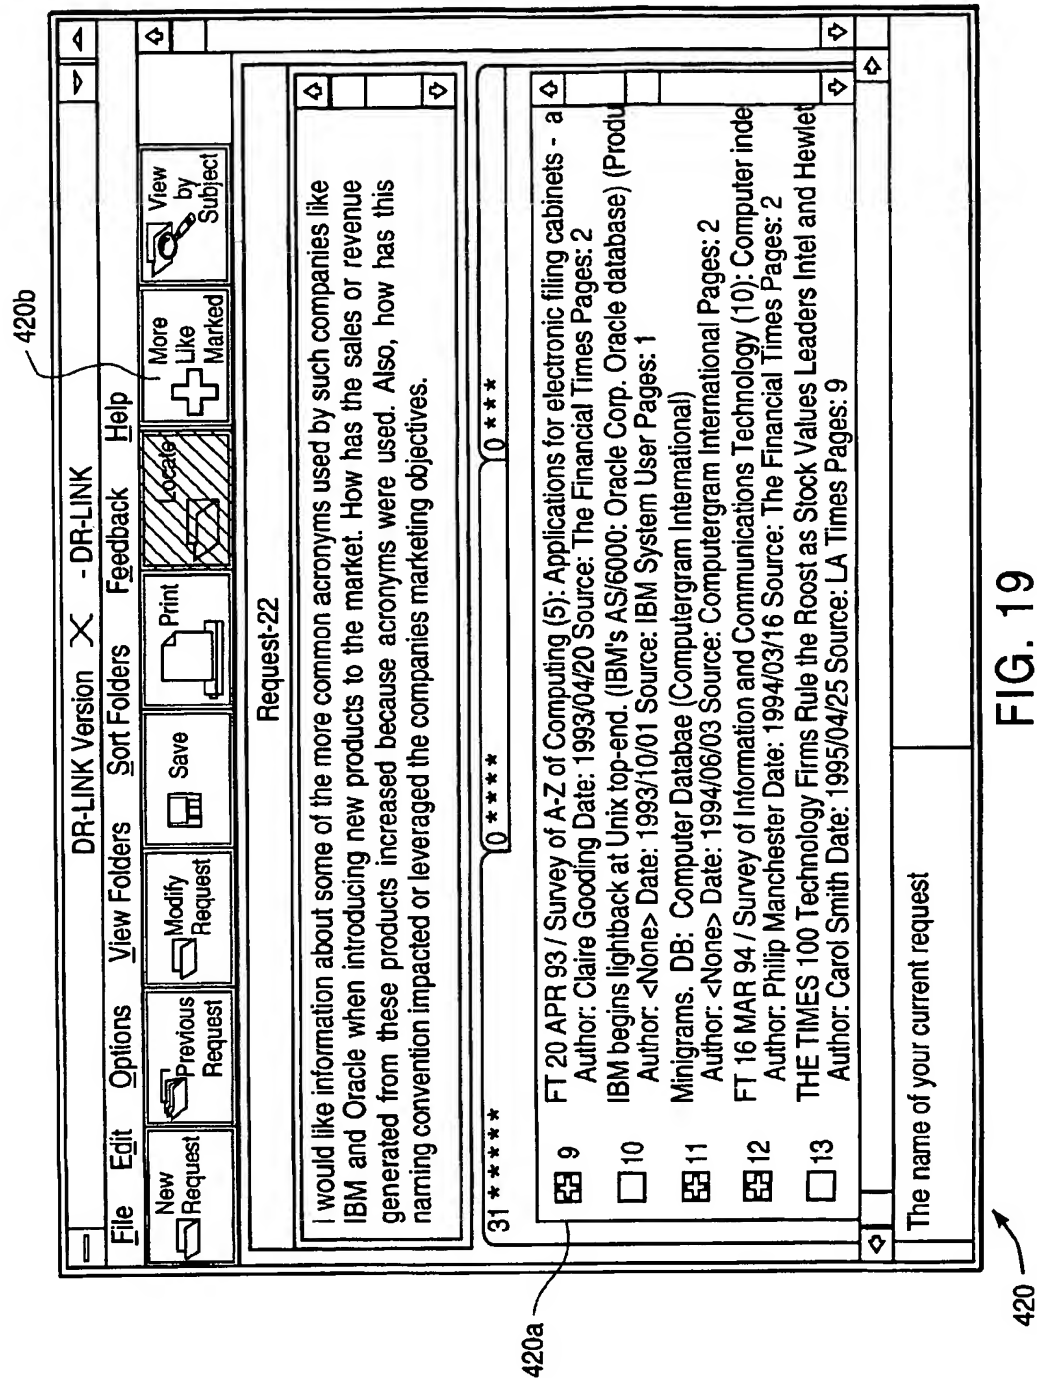 420b
DR-LINK Version X - DR-LINK
File Edit Options View Folders Sort Folders Feedback Help
New Request
Previous Request
Modify Request
Save
Print
Locate
More Like Marked
View by Subject
Request-22
I would like information about some of the more common acronyms used by such companies like
IBM and Oracle when introducing new products to the market. How has the sales or revenue
generated from these products increased because acronyms were used. Also, how has this
naming convention impacted or leveraged the companies marketing objectives.
31 ***** 0 **** 0 ***
9 FT 20 APR 93 / Survey of A-Z of Computing (5): Applications for electronic filing cabinets - a
Author: Claire Gooding Date: 1993/04/20 Source: The Financial Times Pages: 2
10 IBM begins lightback at Unix top-end. (IBM's AS/6000: Oracle Corp. Oracle database) (Produ
Author: <None> Date: 1993/10/01 Source: IBM System User Pages: 1
11 Minigrams. DB: Computer Databae (Computergram International)
Author: <None> Date: 1994/06/03 Source: Computergram International Pages: 2
12 FT 16 MAR 94 / Survey of Information and Communications Technology (10): Computer inde
Author: Philip Manchester Date: 1994/03/16 Source: The Financial Times Pages: 2
13 THE TIMES 100 Technology Firms Rule the Roost as Stock Values Leaders Intel and Hewlet
Author: Carol Smith Date: 1995/04/25 Source: LA Times Pages: 9
The name of your current request
420a
420
FIG. 19